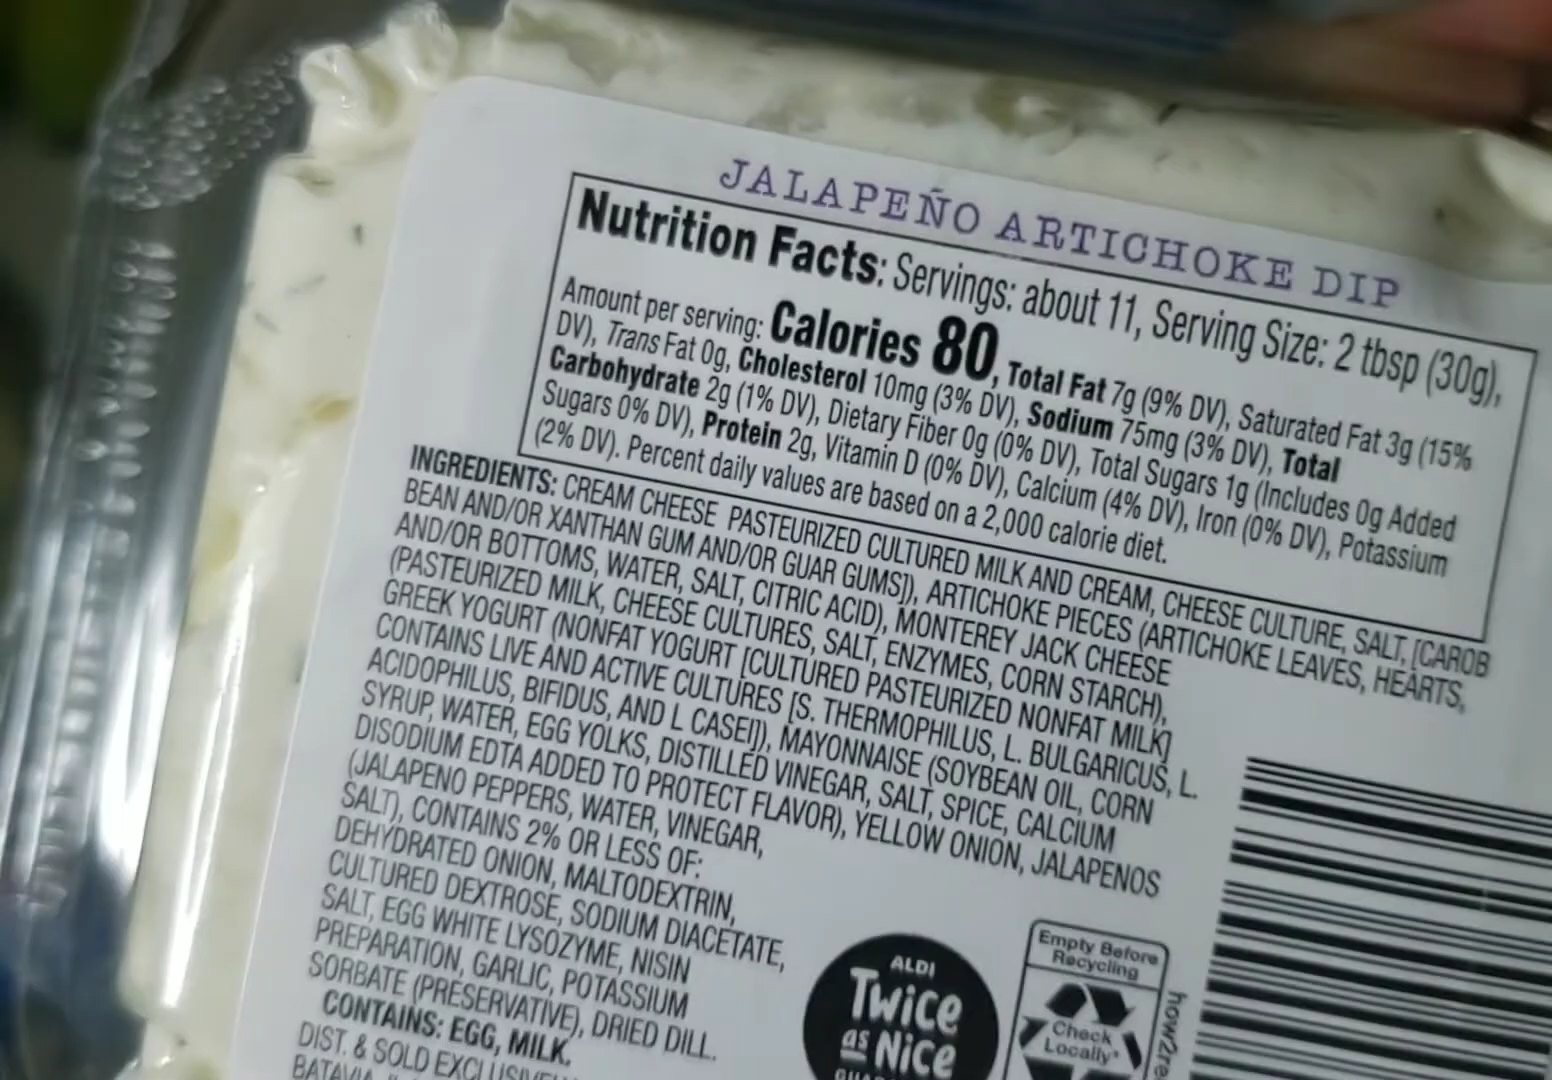 JALAPEÑO ARTICHOKE DIP
Nutrition Facts: Servings: about 11, Serving Size: 2 tbsp (30g),
Amount per serving: Calories 80, Total Fat 7g (9% DV), Saturated Fat 3g (15%
DV), Trans Fat 0g, Cholesterol 10mg (3% DV), Sodium 75mg (3% DV), Total
Carbohydrate 2g (1% DV), Dietary Fiber 0g (0% DV), Total Sugars 1g (Includes 0g Added
Sugars 0% DV), Protein 2g, Vitamin D (0% DV), Calcium (4% DV), Iron (0% DV), Potassium
(2% DV). Percent daily values are based on a 2,000 calorie diet.
INGREDIENTS: CREAM CHEESE PASTEURIZED CULTURED MILK AND CREAM, CHEESE CULTURE, SALT, [CAROB
BEAN AND/OR XANTHAN GUM AND/OR GUAR GUMS]), ARTICHOKE PIECES (ARTICHOKE LEAVES, HEARTS,
AND/OR BOTTOMS, WATER, SALT, CITRIC ACID), MONTEREY JACK CHEESE
(PASTEURIZED MILK, CHEESE CULTURES, SALT, ENZYMES, CORN STARCH),
GREEK YOGURT (NONFAT YOGURT [CULTURED PASTEURIZED NONFAT MILK]
CONTAINS LIVE AND ACTIVE CULTURES [S. THERMOPHILUS, L. BULGARICUS, L.
ACIDOPHILUS, BIFIDUS, AND L CASEI]), MAYONNAISE (SOYBEAN OIL, CORN
SYRUP, WATER, EGG YOLKS, DISTILLED VINEGAR, SALT, SPICE, CALCIUM
DISODIUM EDTA ADDED TO PROTECT FLAVOR), YELLOW ONION, JALAPENOS
(JALAPENO PEPPERS, WATER, VINEGAR,
SALT), CONTAINS 2% OR LESS OF:
DEHYDRATED ONION, MALTODEXTRIN,
CULTURED DEXTROSE, SODIUM DIACETATE,
SALT, EGG WHITE LYSOZYME, NISIN
PREPARATION, GARLIC, POTASSIUM
SORBATE (PRESERVATIVE), DRIED DILL.
CONTAINS: EGG, MILK.
DIST. & SOLD
BATAVIA,
ALDI
Twice
as Nice
Empty Before
Recycling
Check
Locally*
how2re